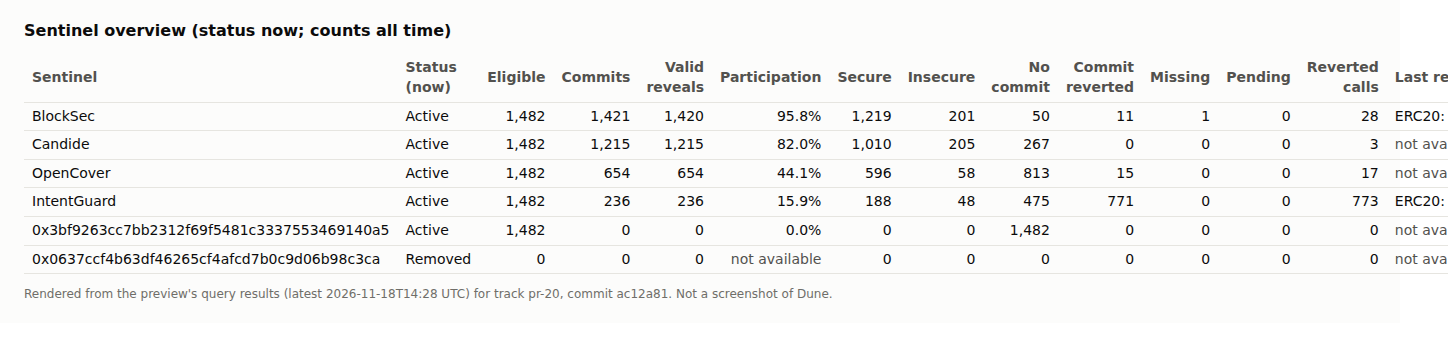 Sentinel overview (status now; counts all time)
Sentinel Status (now) Eligible Commits Valid reveals Participation Secure Insecure No commit Commit reverted Missing Pending Reverted calls Last re
BlockSec Active 1,482 1,421 1,420 95.8% 1,219 201 50 11 1 0 28 ERC20:
Candide Active 1,482 1,215 1,215 82.0% 1,010 205 267 0 0 0 3 not ava
OpenCover Active 1,482 654 654 44.1% 596 58 813 15 0 0 17 not ava
IntentGuard Active 1,482 236 236 15.9% 188 48 475 771 0 0 773 ERC20:
0x3bf9263cc7bb2312f69f5481c3337553469140a5 Active 1,482 0 0 0.0% 0 0 1,482 0 0 0 0 not ava
0x0637ccf4b63df46265cf4afcd7b0c9d06b98c3ca Removed 0 0 0 not available 0 0 0 0 0 0 0 not ava
Rendered from the preview's query results (latest 2026-11-18T14:28 UTC) for track pr-20, commit ac12a81. Not a screenshot of Dune.